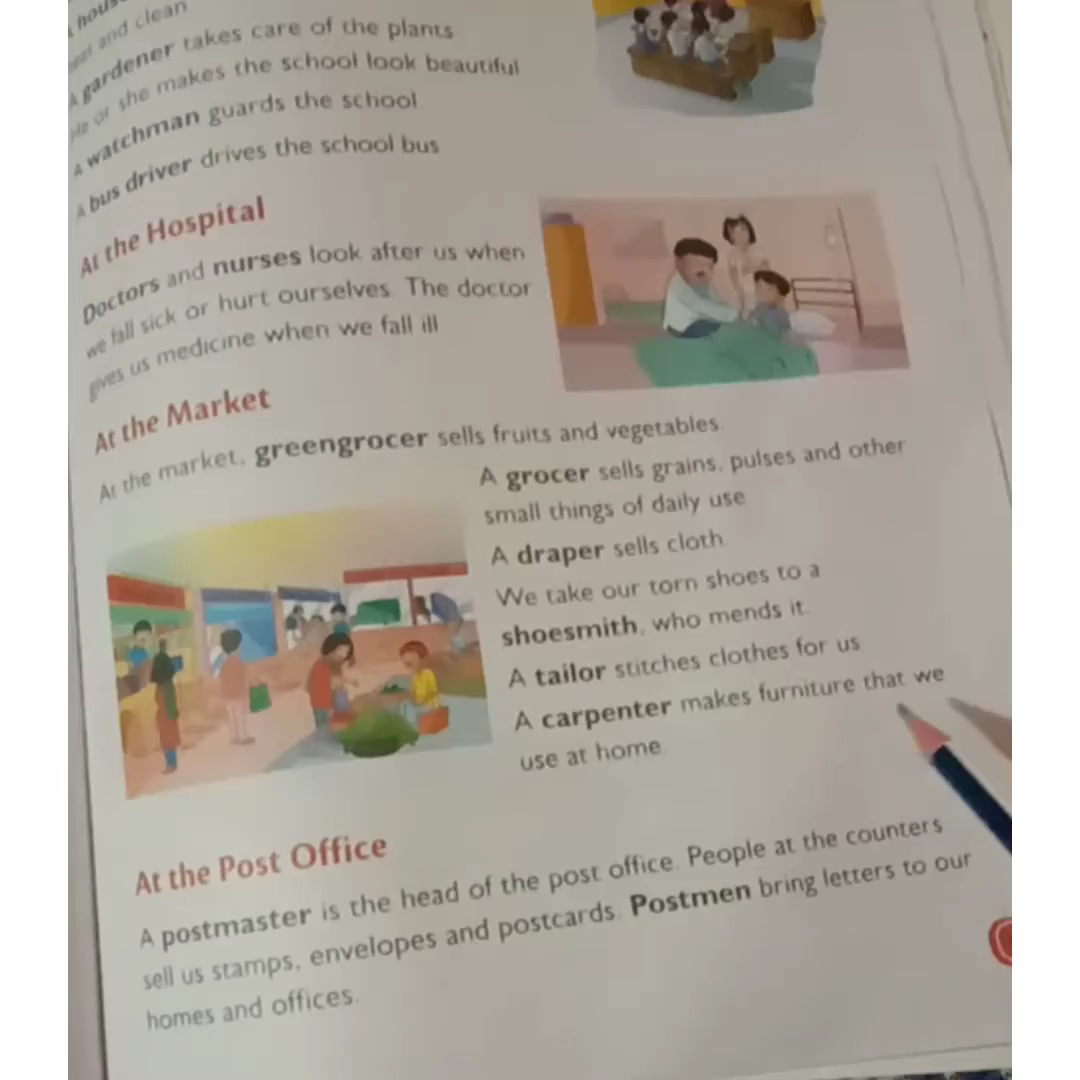 hous
neat and clean
A gardener takes care of the plants
He or she makes the school look beautiful
A watchman guards the school
A bus driver drives the school bus
At the Hospital
Doctors and nurses look after us when
we fall sick or hurt ourselves. The doctor
gives us medicine when we fall ill
At the Market
At the market, greengrocer sells fruits and vegetables.
A grocer sells grains, pulses and other
small things of daily use
A draper sells cloth
We take our torn shoes to a
shoesmith, who mends it.
A tailor stitches clothes for us
A carpenter makes furniture that we
use at home
At the Post Office
A postmaster is the head of the post office. People at the counters
sell us stamps, envelopes and postcards. Postmen bring letters to our
homes and offices.